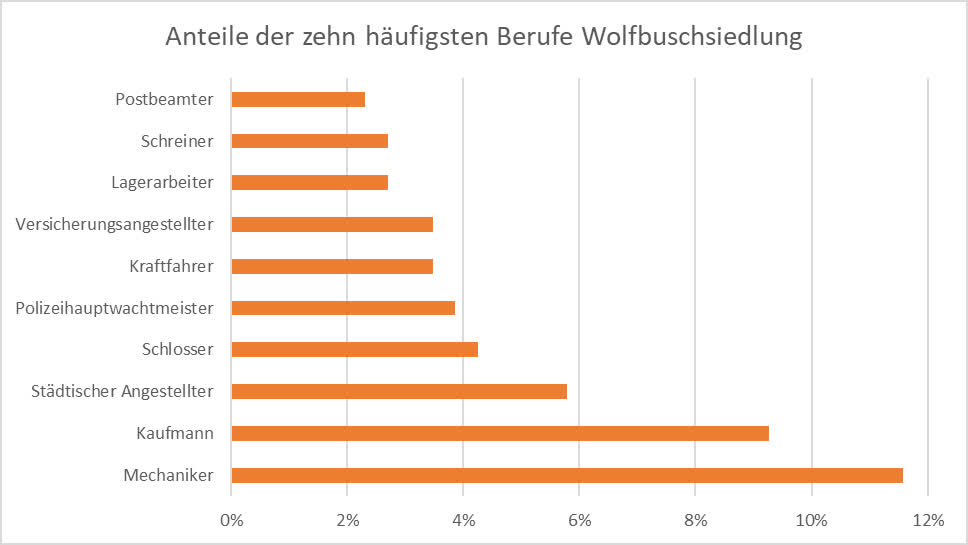 Anteile der zehn häufigsten Berufe Wolfbuschsiedlung
Postbeamter
Schreiner
Lagerarbeiter
Versicherungsangestellter
Kraftfahrer
Polizeihauptwachtmeister
Schlosser
Städtischer Angestellter
Kaufmann
Mechaniker
0% 2% 4% 6% 8% 10% 12%